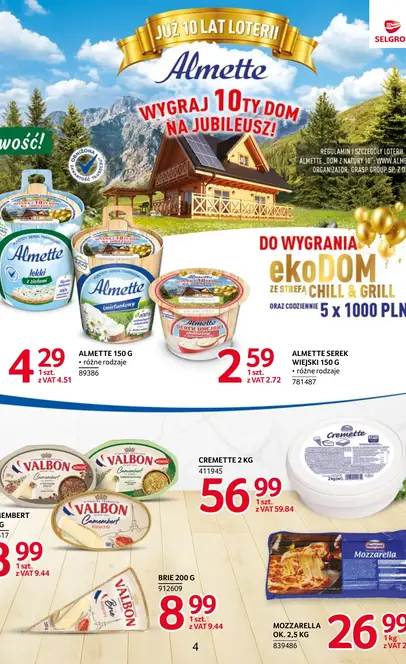 JUŻ 10 LAT LOTERII
SELGRO
Almette
WYGRAJ 10TY DOM
NA JUBILEUSZ!
wość!
REGULAMIN I SZCZEGÓŁY LOTERII
ALMETTE „DOM Z NATURY 10" - WWW.ALM
ORGANIZATOR: GRASP GROUP SP. Z O
DO WYGRANIA
ekoDOM
ZE STREFĄ CHILL & GRILL
ORAZ CODZIENNIE 5 x 1000 PLN
Almette
lekki
z ziołami
Almette
śmietankowy
Almette
SEREK WIEJSKI
4 29
1 szt.
z VAT 4.51
ALMETTE 150 G
• różne rodzaje
89386
2 59
1 szt.
z VAT 2.72
ALMETTE SEREK
WIEJSKI 150 G
• różne rodzaje
781487
VALBON
Camembert
VALBON
Camembert
VALBON
Camembert
CREMETTE 2 KG
411945
56 99
1 szt.
z VAT 59.84
Cremette
MEMBERT
G
517
8 99
1 szt.
z VAT 9.44
VALBON
Brie
BRIE 200 G
912609
8 99
1 szt.
z VAT 9.44
Mozzarella
MOZZARELLA
OK. 2,5 KG
839486
26 99
1 kg
z VAT 2
4